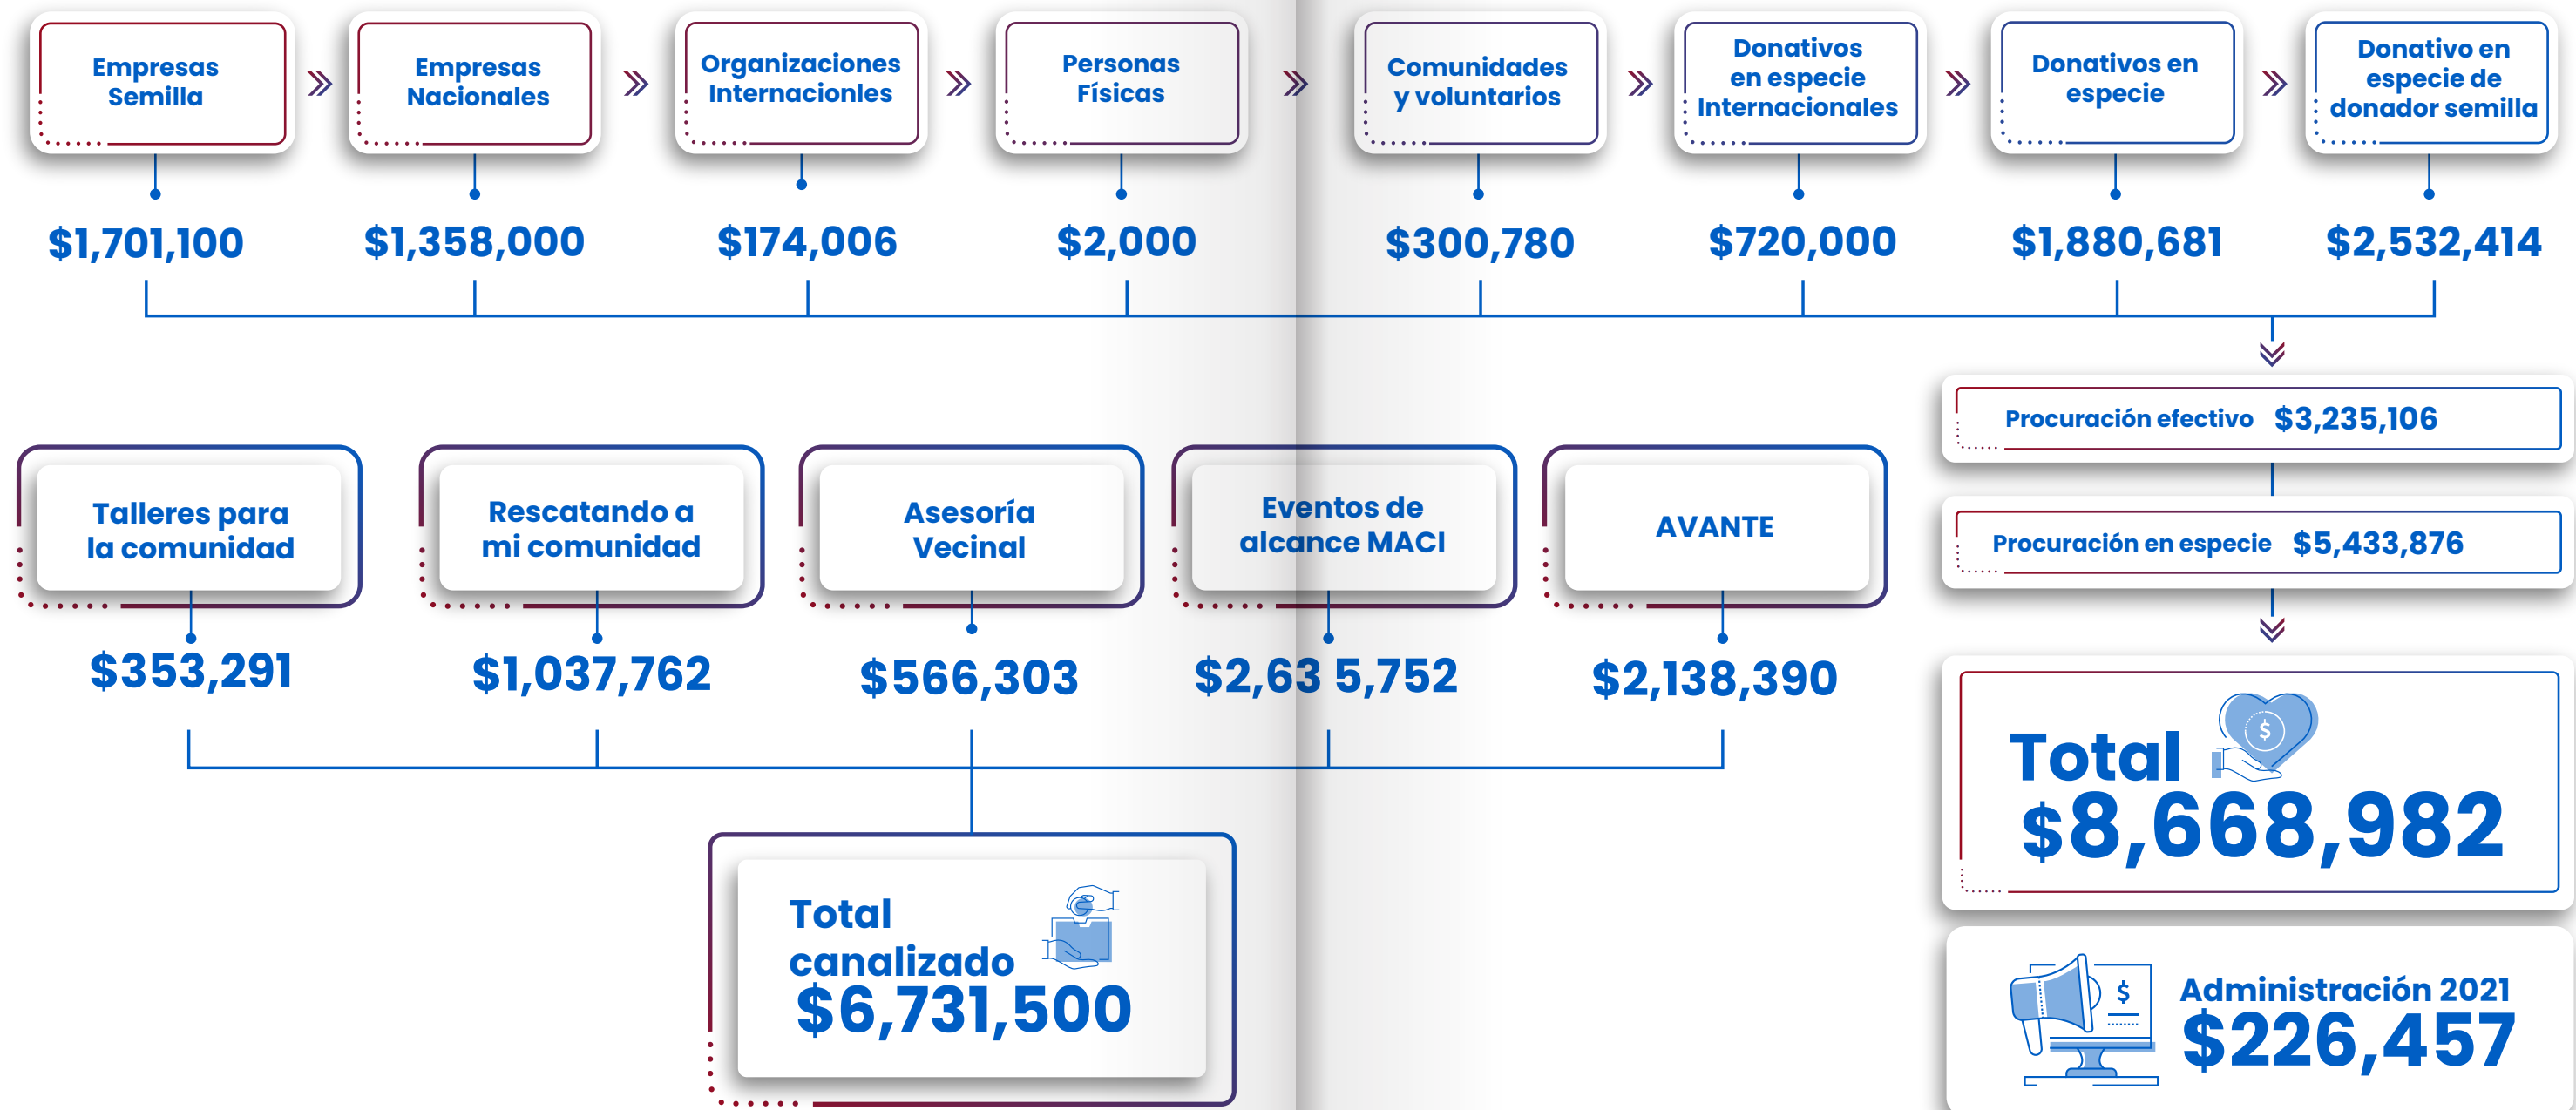 Empresas
Semilla
Empresas
Nacionales
Organizaciones
Internacionles
Personas
Físicas
Comunidades
y voluntarios
Donativos
en especie
Internacionales
Donativos en
especie
Donativo en
especie de
donador semilla
$1,701,100
$1,358,000
$174,006
$2,000
$300,780
$720,000
$1,880,681
$2,532,414
Procuración efectivo $3,235,106
Procuración en especie $5,433,876
Total
$8,668,982
Administración 2021
$226,457
Talleres para
la comunidad
Rescatando a
mi comunidad
Asesoría
Vecinal
Eventos de
alcance MACI
AVANTE
$353,291
$1,037,762
$566,303
$2,63 5,752
$2,138,390
Total
canalizado
$6,731,500